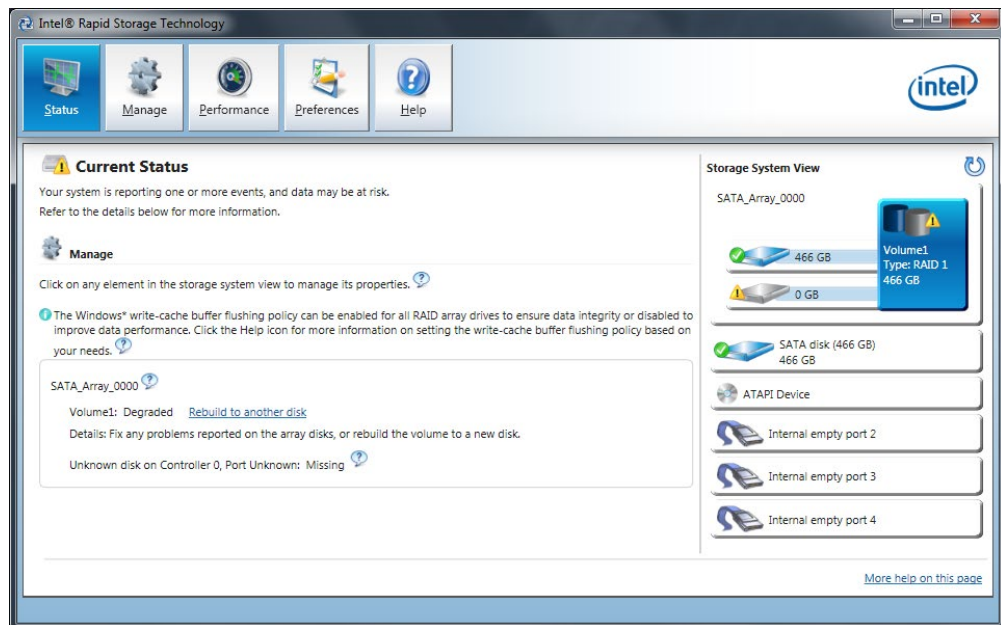 Intel® Rapid Storage Technology
Status
Manage
Performance
Preferences
Help
intel
Current Status
Your system is reporting one or more events, and data may be at risk.
Refer to the details below for more information.
Manage
Click on any element in the storage system view to manage its properties.
The Windows* write-cache buffer flushing policy can be enabled for all RAID array drives to ensure data integrity or disabled to
improve data performance. Click the Help icon for more information on setting the write-cache buffer flushing policy based on
your needs.
SATA_Array_0000
Volume1: Degraded Rebuild to another disk
Details: Fix any problems reported on the array disks, or rebuild the volume to a new disk.
Unknown disk on Controller 0, Port Unknown: Missing
Storage System View
SATA_Array_0000
466 GB
0 GB
Volume1
Type: RAID 1
466 GB
SATA disk (466 GB)
466 GB
ATAPI Device
Internal empty port 2
Internal empty port 3
Internal empty port 4
More help on this page